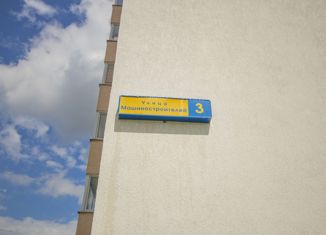 Улица
Машиностроителей 3